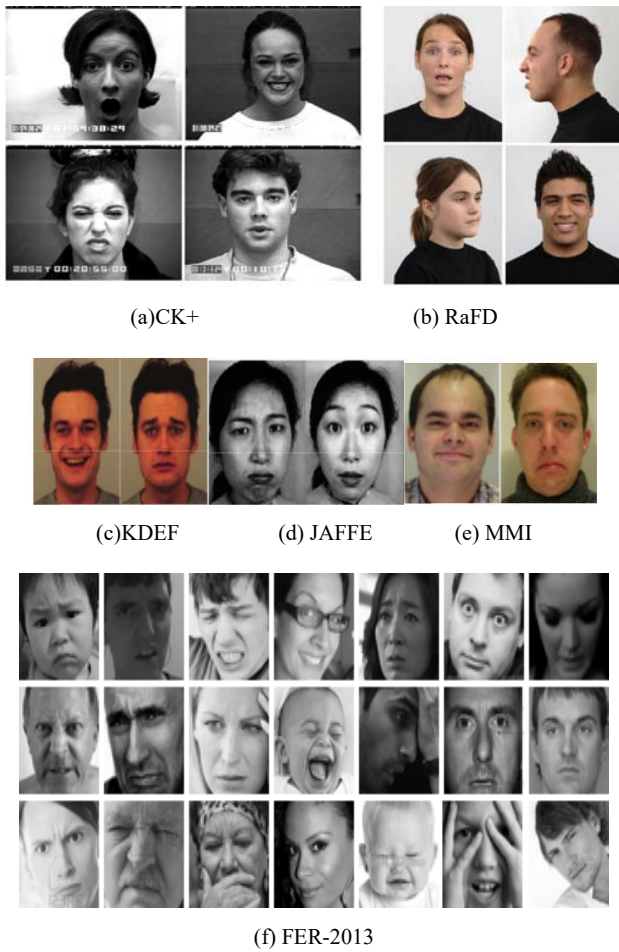 (a)CK+
(b) RaFD
(c)KDEF
(d) JAFFE
(e) MMI
(f) FER-2013